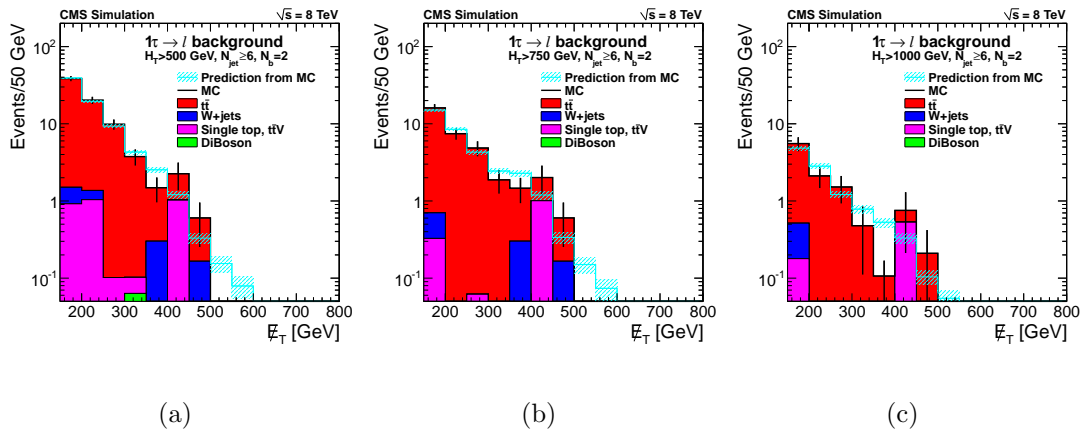 CMS Simulation √s = 8 TeV
1τ → l background
H_T>500 GeV, N_jet≥6, N_b=2
Prediction from MC
MC
tt̄
W+jets
Single top, tt̄V
DiBoson
Events/50 GeV
10²
10
1
10⁻¹
200 300 400 500 600 700 800
E̸_T [GeV]
(a)
CMS Simulation √s = 8 TeV
1τ → l background
H_T>750 GeV, N_jet≥6, N_b=2
Prediction from MC
MC
tt̄
W+jets
Single top, tt̄V
DiBoson
Events/50 GeV
10²
10
1
10⁻¹
200 300 400 500 600 700 800
E̸_T [GeV]
(b)
CMS Simulation √s = 8 TeV
1τ → l background
H_T>1000 GeV, N_jet≥6, N_b=2
Prediction from MC
MC
tt̄
W+jets
Single top, tt̄V
DiBoson
Events/50 GeV
10²
10
1
10⁻¹
200 300 400 500 600 700 800
E̸_T [GeV]
(c)